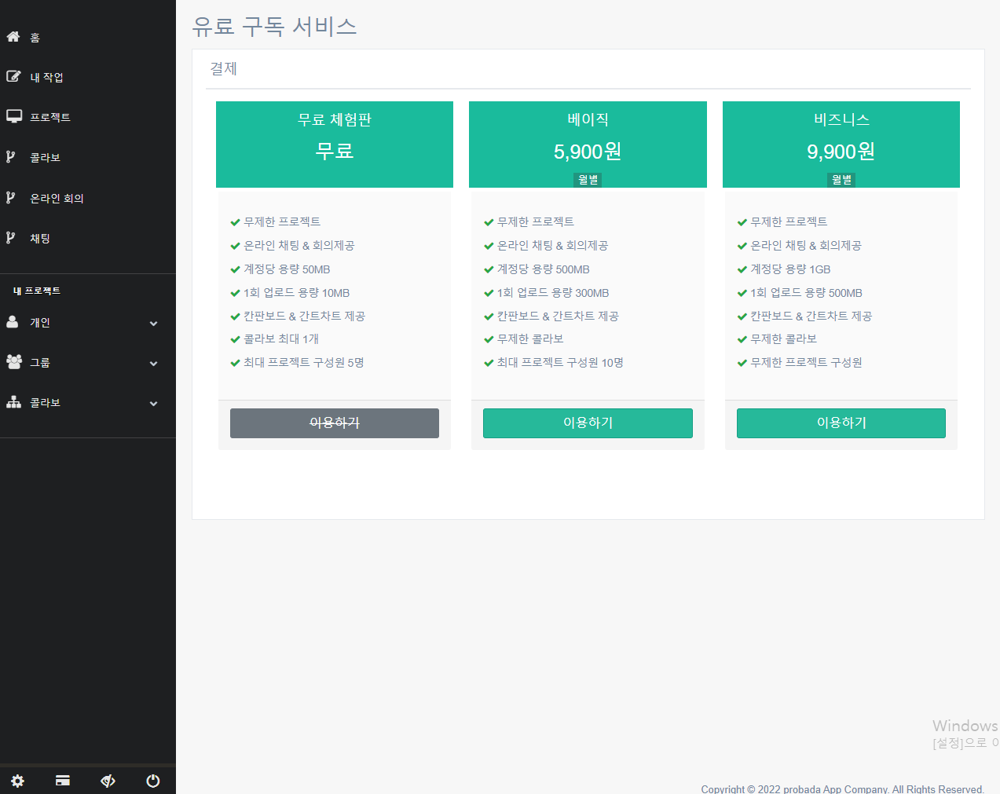 홈
내 작업
프로젝트
콜라보
온라인 회의
채팅
내 프로젝트
개인
그룹
콜라보
유료 구독 서비스
결제
무료 체험판
무료
무제한 프로젝트
온라인 채팅 & 회의제공
계정당 용량 50MB
1회 업로드 용량 10MB
칸판보드 & 간트차트 제공
콜라보 최대 1개
최대 프로젝트 구성원 5명
이용하기
베이직
5,900원
월별
무제한 프로젝트
온라인 채팅 & 회의제공
계정당 용량 500MB
1회 업로드 용량 300MB
칸판보드 & 간트차트 제공
무제한 콜라보
최대 프로젝트 구성원 10명
이용하기
비즈니스
9,900원
월별
무제한 프로젝트
온라인 채팅 & 회의제공
계정당 용량 1GB
1회 업로드 용량 500MB
칸판보드 & 간트차트 제공
무제한 콜라보
무제한 프로젝트 구성원
이용하기
Windows
[설정]으로 이
Copyright © 2022 probada App Company. All Rights Reserved.